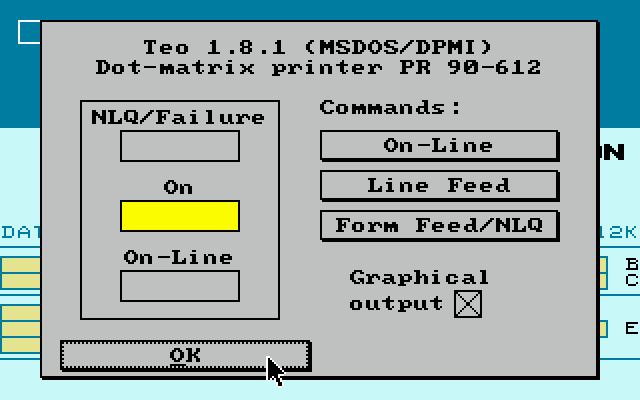 Teo 1.8.1 (MSDOS/DPMI)
Dot-matrix printer PR 90-612
NLQ/Failure
On
On-Line
Commands:
On-Line
Line Feed
Form Feed/NLQ
Graphical
output
OK
DAT
ON
12K
B
C
E